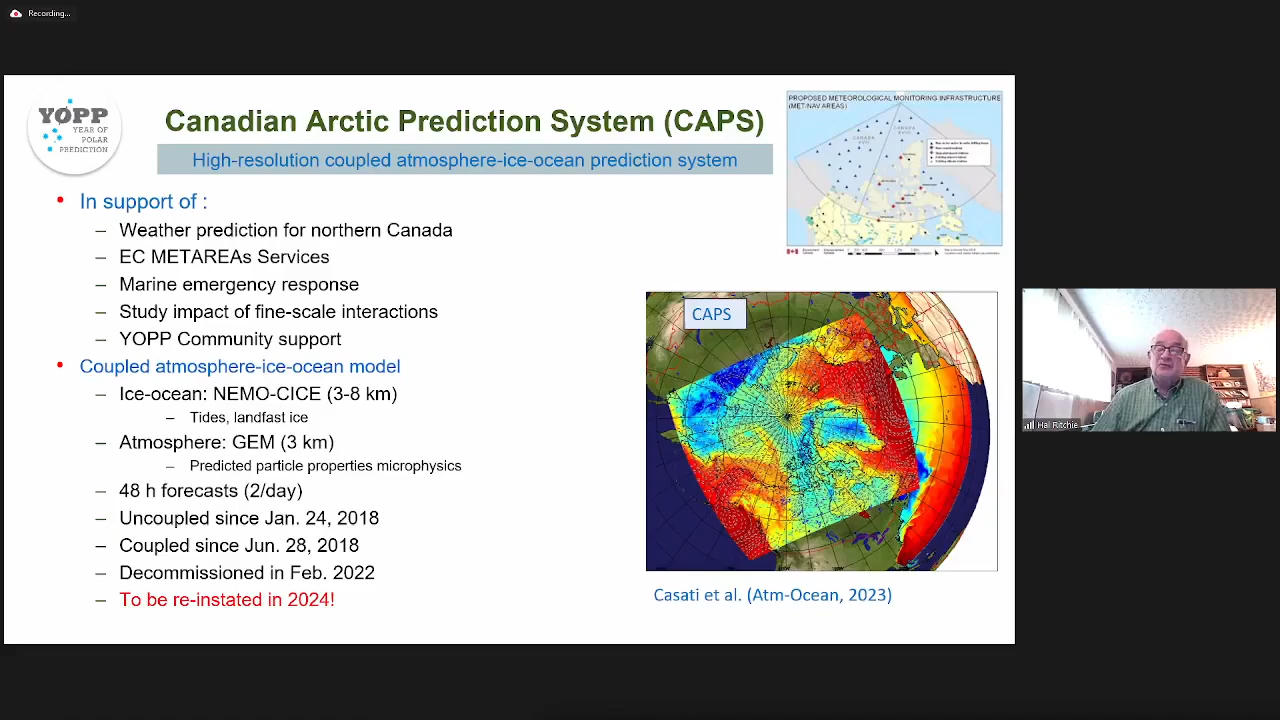 Recording...
YOPP
YEAR OF
POLAR
PREDICTION
Canadian Arctic Prediction System (CAPS)
High-resolution coupled atmosphere-ice-ocean prediction system
PROPOSED METEOROLOGICAL MONITORING INFRASTRUCTURE
(MET/NAV AREAS)
• In support of :
– Weather prediction for northern Canada
– EC METAREAs Services
– Marine emergency response
– Study impact of fine-scale interactions
– YOPP Community support
• Coupled atmosphere-ice-ocean model
– Ice-ocean: NEMO-CICE (3-8 km)
– Tides, landfast ice
– Atmosphere: GEM (3 km)
– Predicted particle properties microphysics
– 48 h forecasts (2/day)
– Uncoupled since Jan. 24, 2018
– Coupled since Jun. 28, 2018
– Decommissioned in Feb. 2022
– To be re-instated in 2024!
CAPS
Casati et al. (Atm-Ocean, 2023)
Hal Ritchie